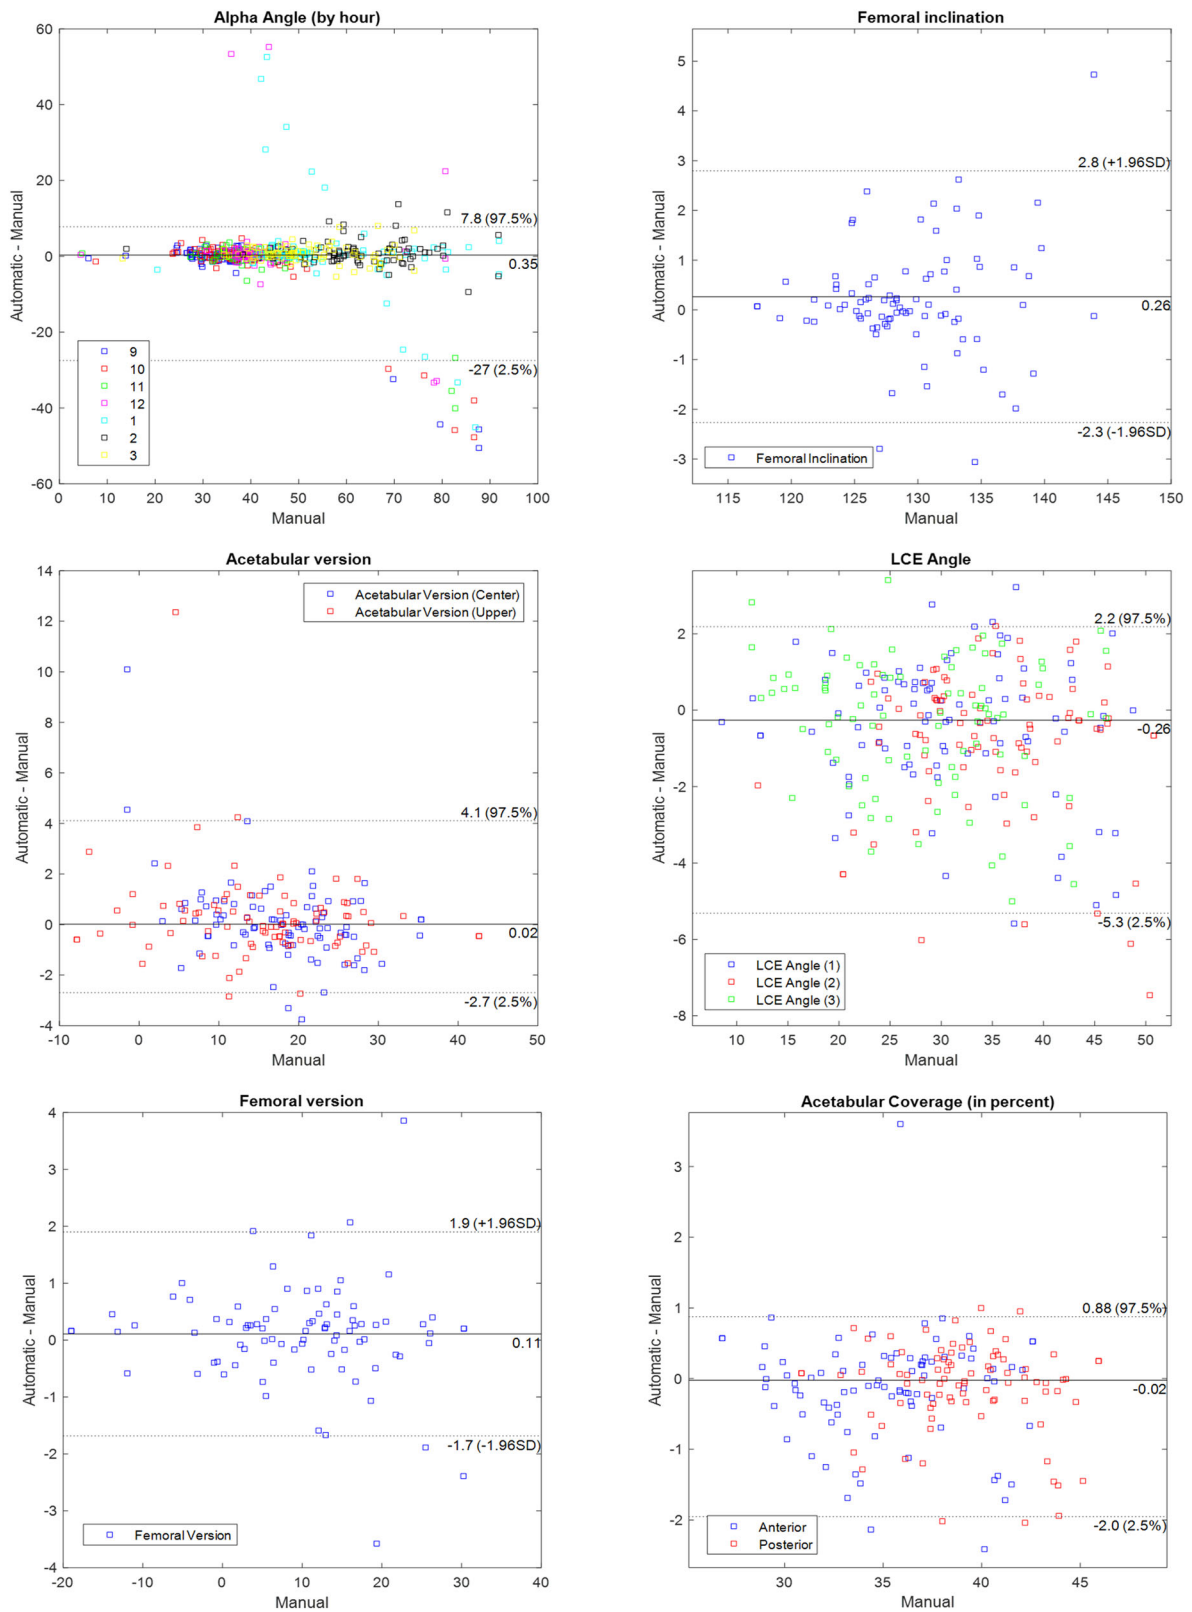 Alpha Angle (by hour)
60
40
20
0
-20
-40
-60
Automatic - Manual
7.8 (97.5%)
0.35
-27 (2.5%)
9
10
11
12
1
2
3
0 10 20 30 40 50 60 70 80 90 100
Manual
Femoral inclination
5
4
3
2
1
0
-1
-2
-3
Automatic - Manual
2.8 (+1.96SD)
0.26
-2.3 (-1.96SD)
Femoral Inclination
115 120 125 130 135 140 145 150
Manual
Acetabular version
14
12
10
8
6
4
2
0
-2
-4
Automatic - Manual
Acetabular Version (Center)
Acetabular Version (Upper)
4.1 (97.5%)
0.02
-2.7 (2.5%)
-10 0 10 20 30 40 50
Manual
LCE Angle
2
0
-2
-4
-6
-8
Automatic - Manual
2.2 (97.5%)
-0.26
-5.3 (2.5%)
LCE Angle (1)
LCE Angle (2)
LCE Angle (3)
10 15 20 25 30 35 40 45 50
Manual
Femoral version
4
3
2
1
0
-1
-2
-3
-4
Automatic - Manual
1.9 (+1.96SD)
0.11
-1.7 (-1.96SD)
Femoral Version
-20 -10 0 10 20 30 40
Manual
Acetabular Coverage (in percent)
3
2
1
0
-1
-2
Automatic - Manual
0.88 (97.5%)
-0.02
-2.0 (2.5%)
Anterior
Posterior
30 35 40 45
Manual